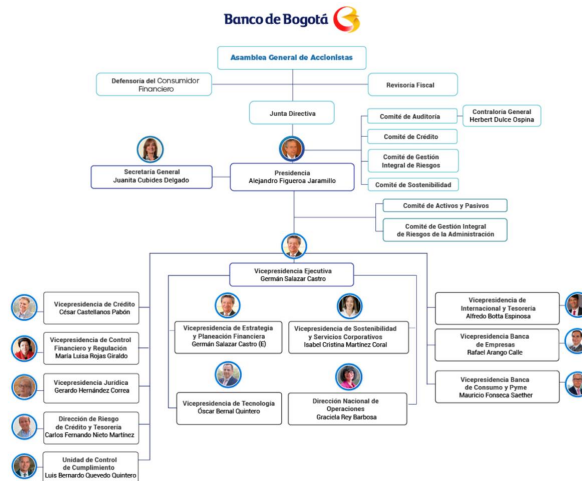 Banco de Bogotá
Asamblea General de Accionistas
Defensoría del Consumidor
Financiero
Revisoría Fiscal
Junta Directiva
Comité de Auditoría
Contraloría General
Herbert Dulce Ospina
Comité de Crédito
Comité de Gestión
Integral de Riesgos
Comité de Sostenibilidad
Secretaría General
Juanita Cubides Delgado
Presidencia
Alejandro Figueroa Jaramillo
Comité de Activos y Pasivos
Comité de Gestión Integral
de Riesgos de la Administración
Vicepresidencia Ejecutiva
Germán Salazar Castro
Vicepresidencia de Crédito
César Castellanos Pabón
Vicepresidencia de Control
Financiero y Regulación
María Luisa Rojas Giraldo
Vicepresidencia Jurídica
Gerardo Hernández Correa
Dirección de Riesgo
de Crédito y Tesorería
Carlos Fernando Nieto Martínez
Unidad de Control
de Cumplimiento
Luis Bernardo Quevedo Quintero
Vicepresidencia de Estrategia
y Planeación Financiera
Germán Salazar Castro (E)
Vicepresidencia de Sostenibilidad
y Servicios Corporativos
Isabel Cristina Martínez Coral
Vicepresidencia de Tecnología
Óscar Bernal Quintero
Dirección Nacional de
Operaciones
Graciela Rey Barbosa
Vicepresidencia de
Internacional y Tesorería
Alfredo Botta Espinosa
Vicepresidencia Banca
de Empresas
Rafael Arango Calle
Vicepresidencia Banca
de Consumo y Pyme
Mauricio Fonseca Saether